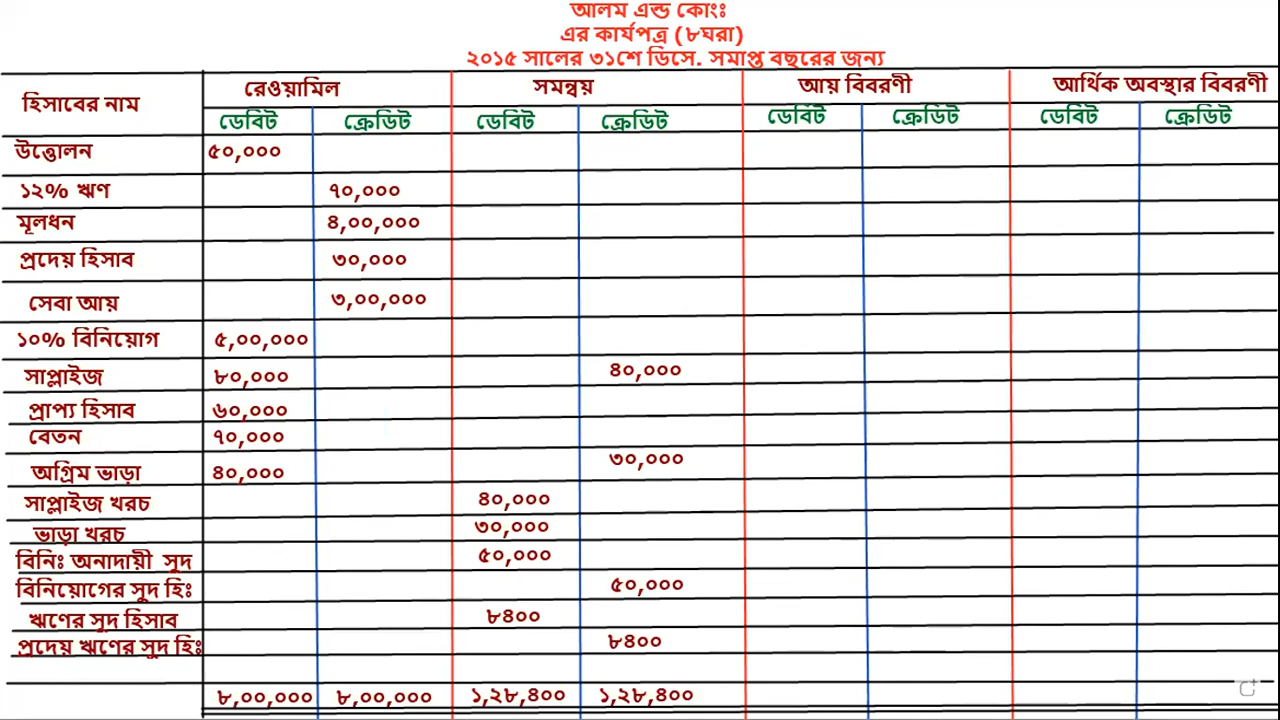 আলম এন্ড কোংঃ
এর কার্যপত্র (৮ঘরা)
২০১৫ সালের ৩১শে ডিসে. সমাপ্ত বছরের জন্য
হিসাবের নাম রেওয়ামিল সমন্বয় আয় বিবরণী আর্থিক অবস্থার বিবরণী
ডেবিট ক্রেডিট ডেবিট ক্রেডিট ডেবিট ক্রেডিট ডেবিট ক্রেডিট
উত্তোলন ৫০,০০০
১২% ঋণ ৭০,০০০
মূলধন ৪,০০,০০০
প্রদেয় হিসাব ৩০,০০০
সেবা আয় ৩,০০,০০০
১০% বিনিয়োগ ৫,০০,০০০
সাপ্লাইজ ৮০,০০০ ৪০,০০০
প্রাপ্য হিসাব ৬০,০০০
বেতন ৭০,০০০
অগ্রিম ভাড়া ৪০,০০০ ৩০,০০০
সাপ্লাইজ খরচ ৪০,০০০
ভাড়া খরচ ৩০,০০০
বিনিঃ অনাদায়ী সুদ ৫০,০০০
বিনিয়োগের সুদ হিঃ ৫০,০০০
ঋণের সুদ হিসাব ৮৪০০
প্রদেয় ঋণের সুদ হিঃ ৮৪০০
৮,০০,০০০ ৮,০০,০০০ ১,২৮,৪০০ ১,২৮,৪০০